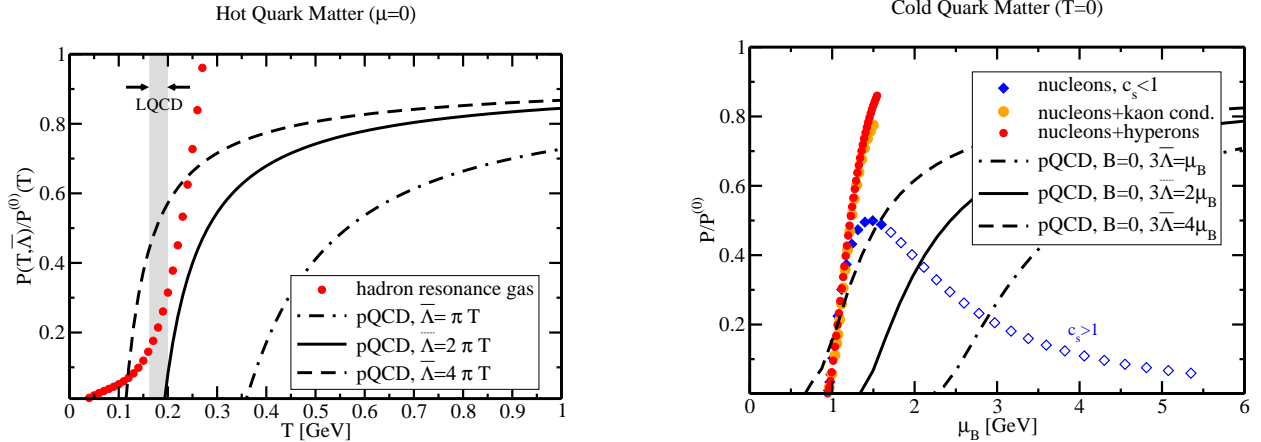 Hot Quark Matter (μ=0)
1
0.8
0.6
0.4
0.2
P(T,Λ̅)/P⁽⁰⁾(T)
LQCD
hadron resonance gas
pQCD, Λ̅= π T
pQCD, Λ̅=2 π T
pQCD, Λ̅=4 π T
0 0.1 0.2 0.3 0.4 0.5 0.6 0.7 0.8 0.9 1
T [GeV]
Cold Quark Matter (T=0)
1
0.8
0.6
0.4
0.2
P/P⁽⁰⁾
nucleons, c_s<1
nucleons+kaon cond.
nucleons+hyperons
pQCD, B=0, 3Λ̅=μ_B
pQCD, B=0, 3Λ̅=2μ_B
pQCD, B=0, 3Λ̅=4μ_B
c_s>1
0 1 2 3 4 5 6
μ_B [GeV]